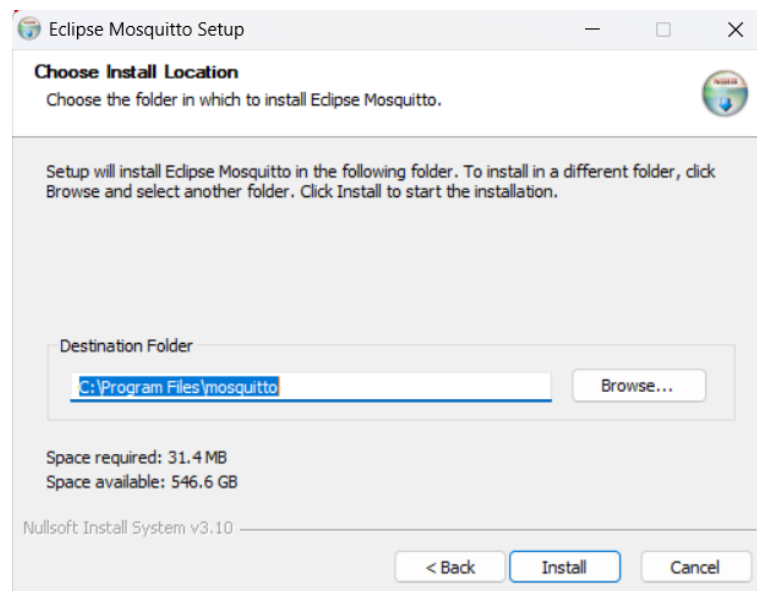 Eclipse Mosquitto Setup
Choose Install Location
Choose the folder in which to install Eclipse Mosquitto.
Setup will install Eclipse Mosquitto in the following folder. To install in a different folder, click
Browse and select another folder. Click Install to start the installation.
Destination Folder
C:\Program Files\mosquitto
Browse...
Space required: 31.4 MB
Space available: 546.6 GB
Nullsoft Install System v3.10
< Back
Install
Cancel